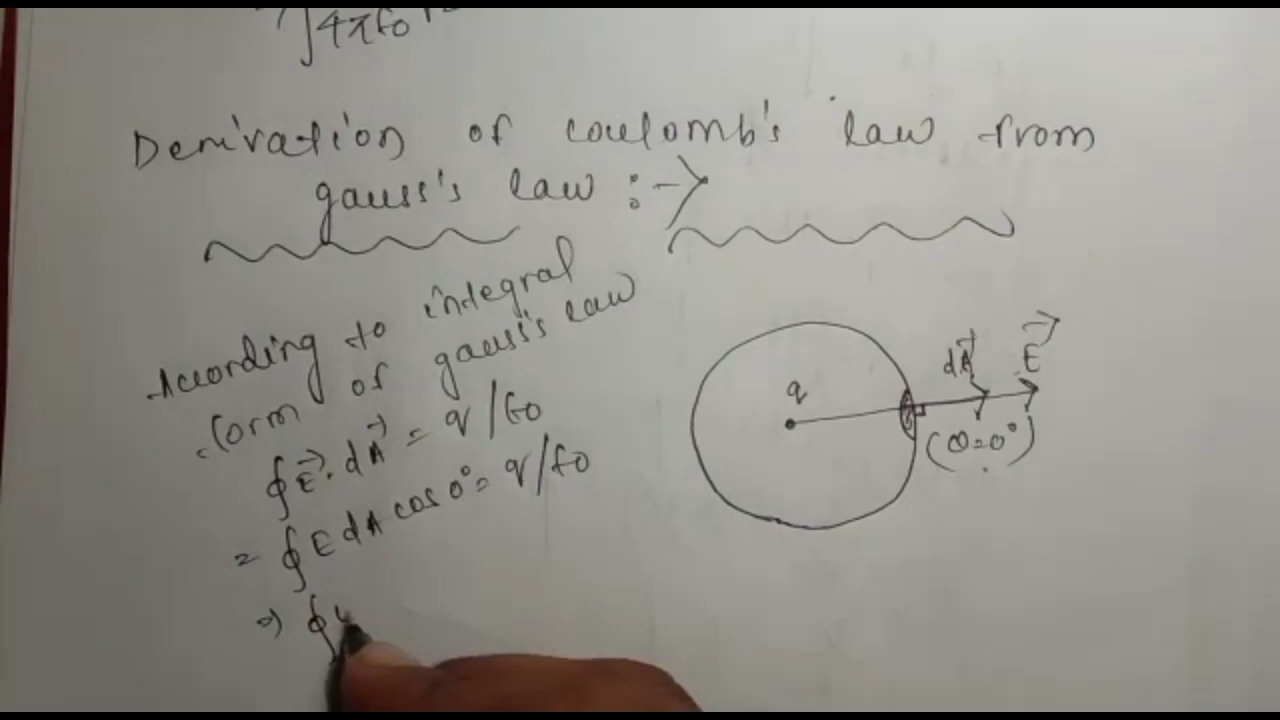 ∫4πϵ0
Derivation of coulomb's law from
gauss's law :→
According to integral
form of gauss's law
∮E⃗. dA⃗ = q/ϵ0
= ∮E dA cos 0° = q/ϵ0
⇒ ∮
q
dA⃗
E⃗
(θ=0°)